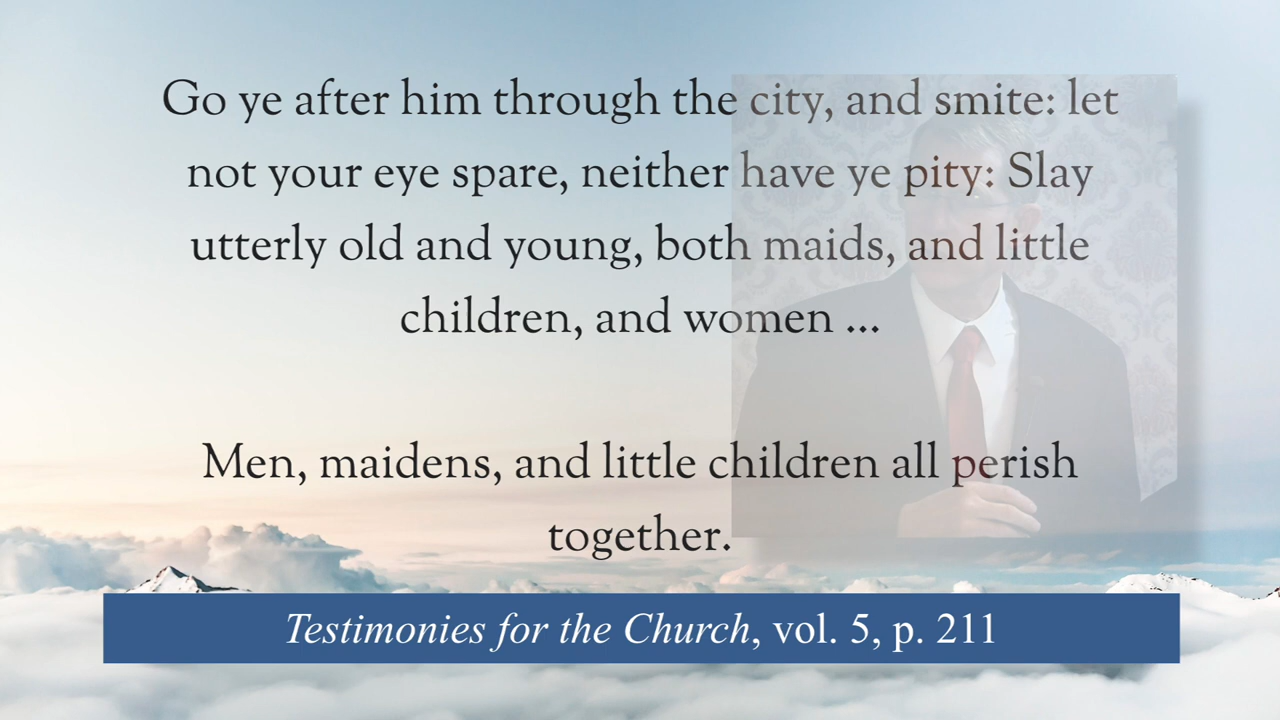 Go ye after him through the city, and smite: let
not your eye spare, neither have ye pity: Slay
utterly old and young, both maids, and little
children, and women ...
Men, maidens, and little children all perish
together.
Testimonies for the Church, vol. 5, p. 211